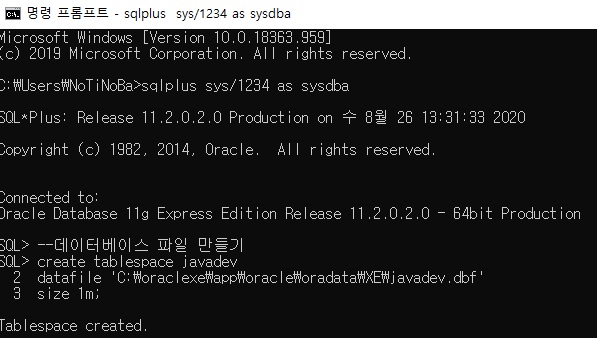 명령 프롬프트 - sqlplus  sys/1234 as sysdba
Microsoft Windows [Version 10.0.18363.959]
(c) 2019 Microsoft Corporation. All rights reserved.
C:₩Users₩NoTiNoBa>sqlplus sys/1234 as sysdba
SQL*Plus: Release 11.2.0.2.0 Production on 수 8월 26 13:31:33 2020
Copyright (c) 1982, 2014, Oracle.  All rights reserved.
Connected to:
Oracle Database 11g Express Edition Release 11.2.0.2.0 - 64bit Production
SQL> --데이터베이스 파일 만들기
SQL> create tablespace javadev
  2  datafile 'C:₩oraclexe₩app₩oracle₩oradata₩XE₩javadev.dbf'
  3  size 1m;
Tablespace created.